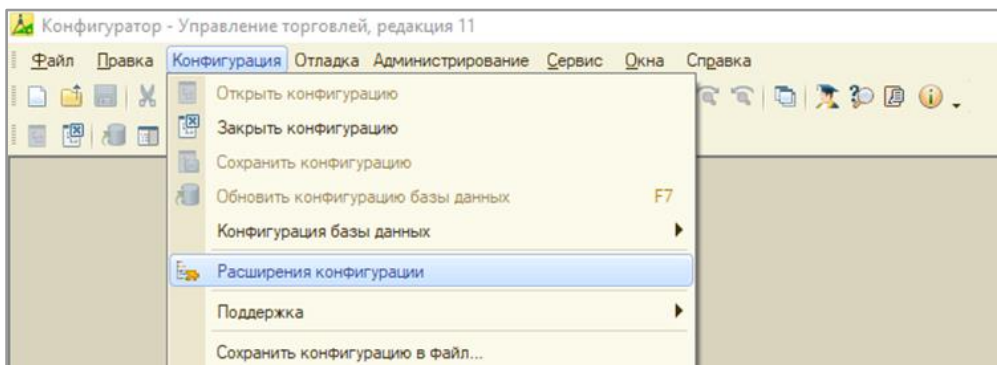 Конфигуратор - Управление торговлей, редакция 11
Файл Правка Конфигурация Отладка Администрирование Сервис Окна Справка
Открыть конфигурацию
Закрыть конфигурацию
Сохранить конфигурацию
Обновить конфигурацию базы данных F7
Конфигурация базы данных
Расширения конфигурации
Поддержка
Сохранить конфигурацию в файл...